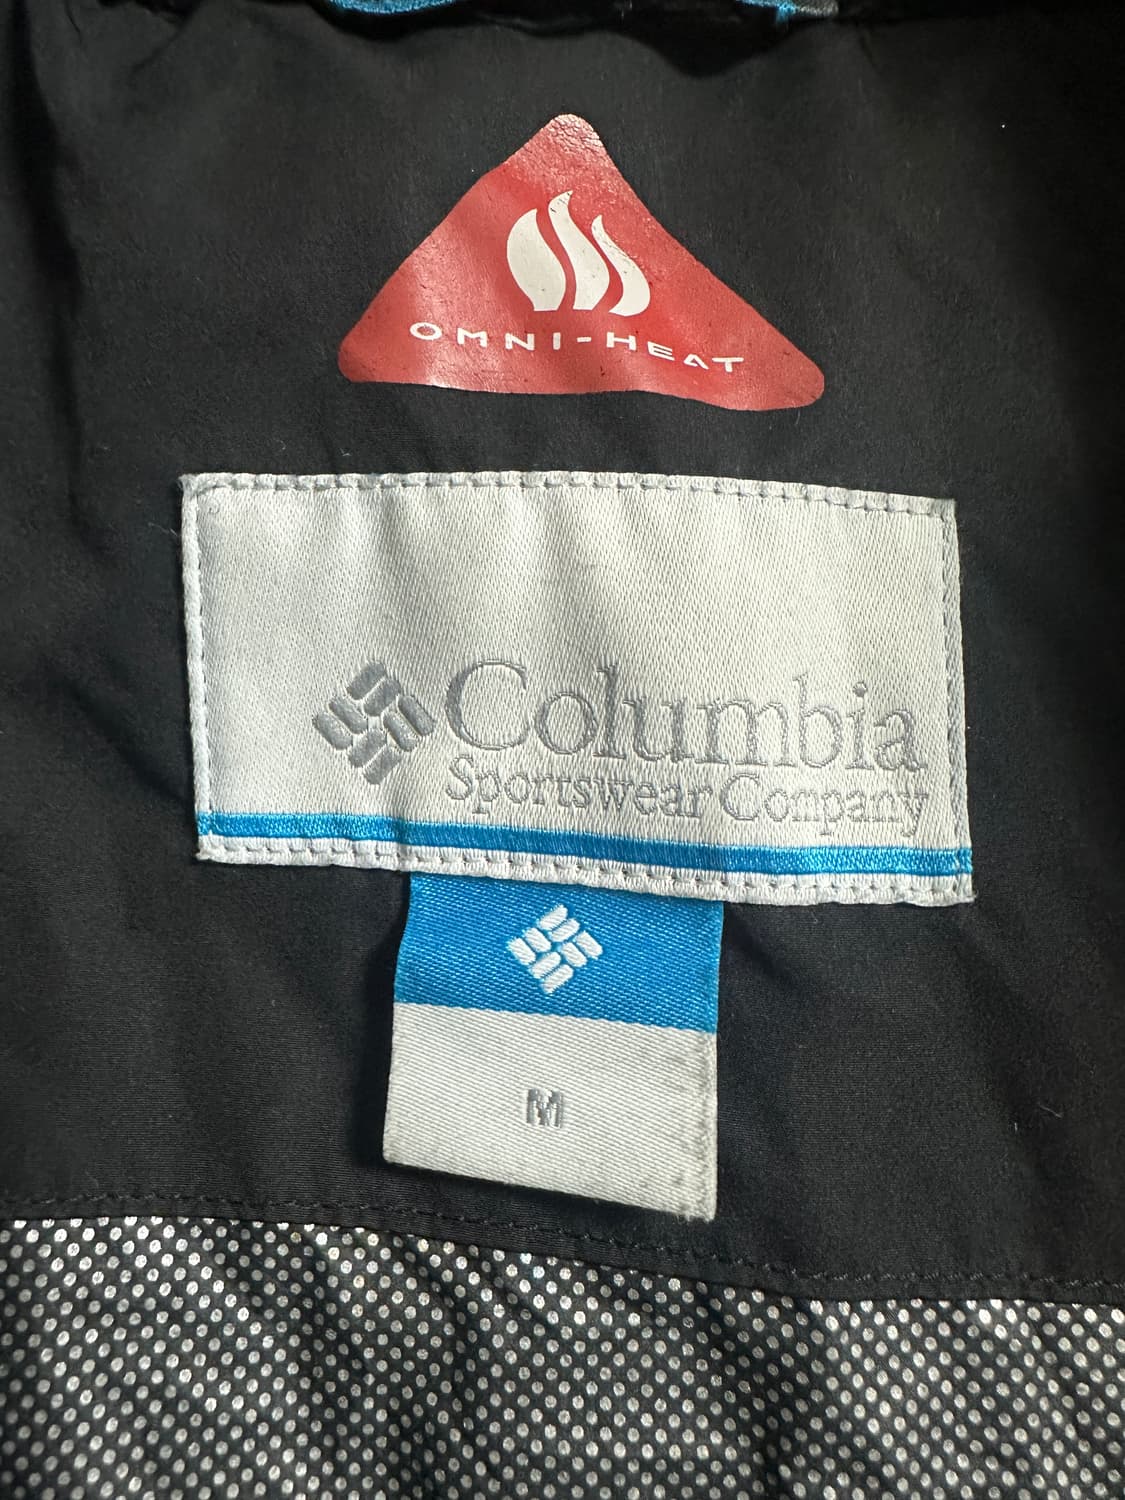 OMNI-HEAT
Columbia
Sportswear Company
M